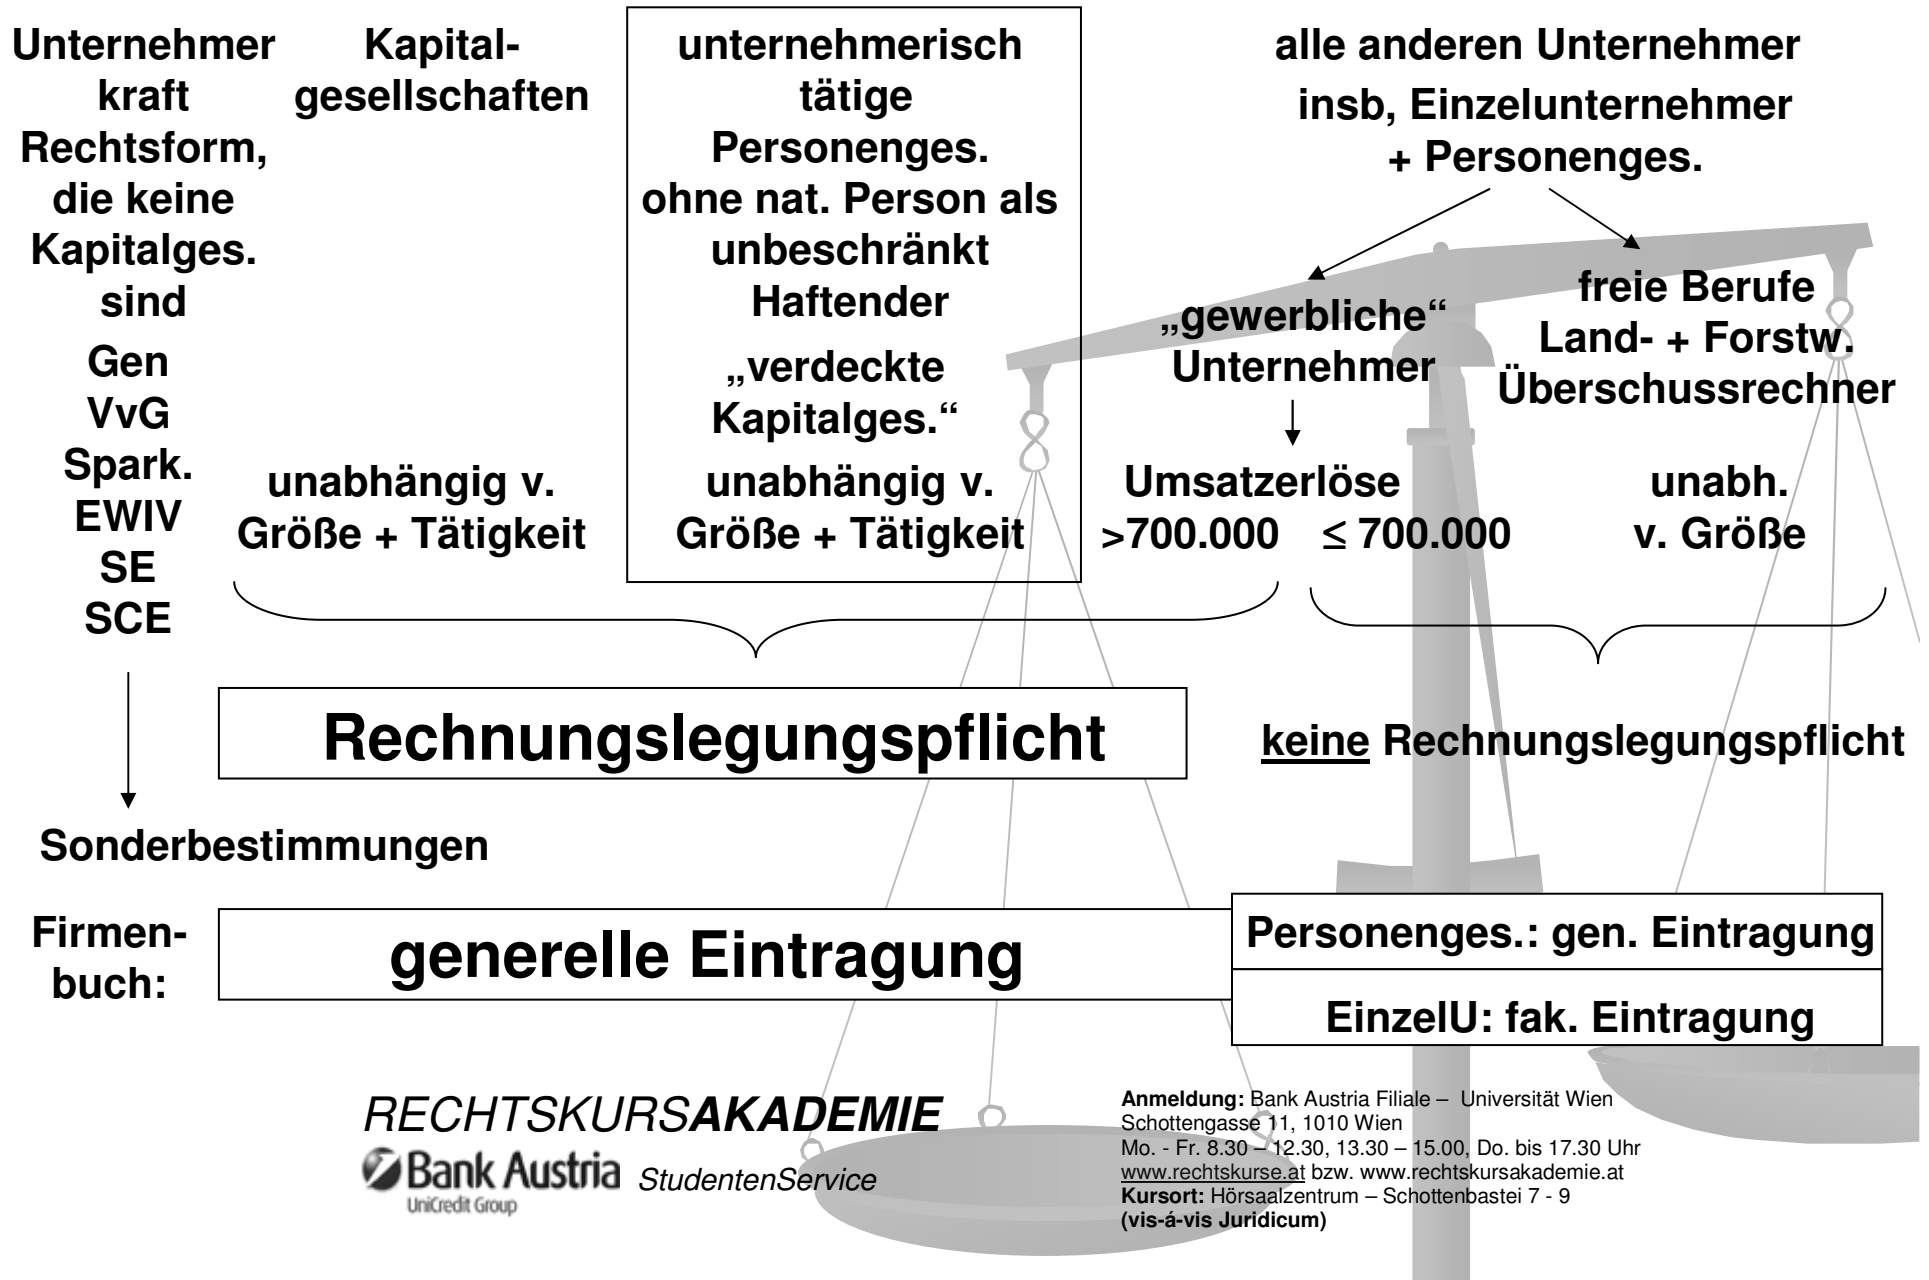 Unternehmer
kraft
Rechtsform,
die keine
Kapitalges.
sind
Gen
VvG
Spark.
EWIV
SE
SCE
Kapital-
gesellschaften
unabhängig v.
Größe + Tätigkeit
unternehmerisch
tätige
Personenges.
ohne nat. Person als
unbeschränkt
Haftender
„verdeckte
Kapitalges.“
unabhängig v.
Größe + Tätigkeit
alle anderen Unternehmer
insb, Einzelunternehmer
+ Personenges.
„gewerbliche“
Unternehmer
Umsatzerlöse
>700.000 ≤ 700.000
freie Berufe
Land- + Forstw.
Überschussrechner
unabh.
v. Größe
Rechnungslegungspflicht
keine Rechnungslegungspflicht
Sonderbestimmungen
Firmen-
buch:
generelle Eintragung
Personenges.: gen. Eintragung
EinzelU: fak. Eintragung
RECHTSKURSAKADEMIE
Bank Austria StudentenService
UniCredit Group
Anmeldung: Bank Austria Filiale – Universität Wien
Schottengasse 11, 1010 Wien
Mo. - Fr. 8.30 – 12.30, 13.30 – 15.00, Do. bis 17.30 Uhr
www.rechtskurse.at bzw. www.rechtskursakademie.at
Kursort: Hörsaalzentrum – Schottenbastei 7 - 9
(vis-á-vis Juridicum)